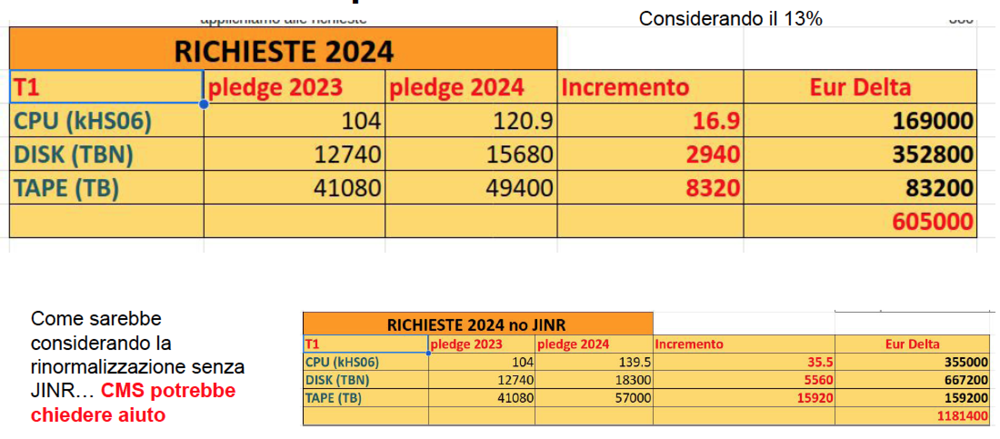 Considerando il 13%
RICHIESTE 2024
T1 pledge 2023 pledge 2024 Incremento Eur Delta
CPU (kHS06) 104 120.9 16.9 169000
DISK (TBN) 12740 15680 2940 352800
TAPE (TB) 41080 49400 8320 83200
605000
Come sarebbe
considerando la
rinormalizzazione senza
JINR... CMS potrebbe
chiedere aiuto
RICHIESTE 2024 no JINR
T1 pledge 2023 pledge 2024 Incremento Eur Delta
CPU (kHS06) 104 139.5 35.5 355000
DISK (TBN) 12740 18300 5560 667200
TAPE (TB) 41080 57000 15920 159200
1181400